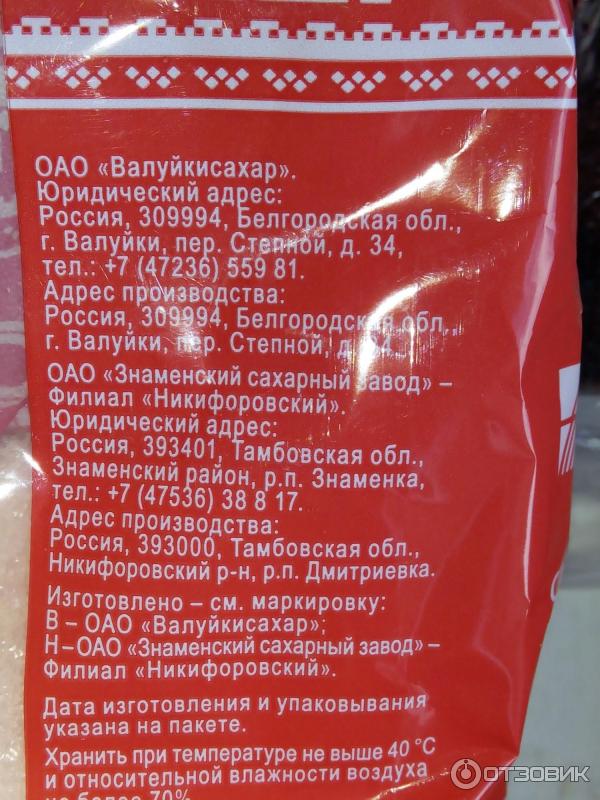 ОАО «Валуйкисахар».
Юридический адрес:
Россия, 309994, Белгородская обл.,
г. Валуйки, пер. Степной, д. 34,
тел.: +7 (47236) 559 81.
Адрес производства:
Россия, 309994, Белгородская обл.,
г. Валуйки, пер. Степной, д. 34.
ОАО «Знаменский сахарный завод» –
Филиал «Никифоровский».
Юридический адрес:
Россия, 393401, Тамбовская обл.,
Знаменский район, р.п. Знаменка,
тел.: +7 (47536) 38 8 17.
Адрес производства:
Россия, 393000, Тамбовская обл.,
Никифоровский р-н, р.п. Дмитриевка.
Изготовлено – см. маркировку:
В – ОАО «Валуйкисахар»;
Н–ОАО «Знаменский сахарный завод» –
Филиал «Никифоровский».
Дата изготовления и упаковывания
указана на пакете.
Хранить при температуре не выше 40 °С
и относительной влажности воздуха
не более 70%
ОТЗОВИК